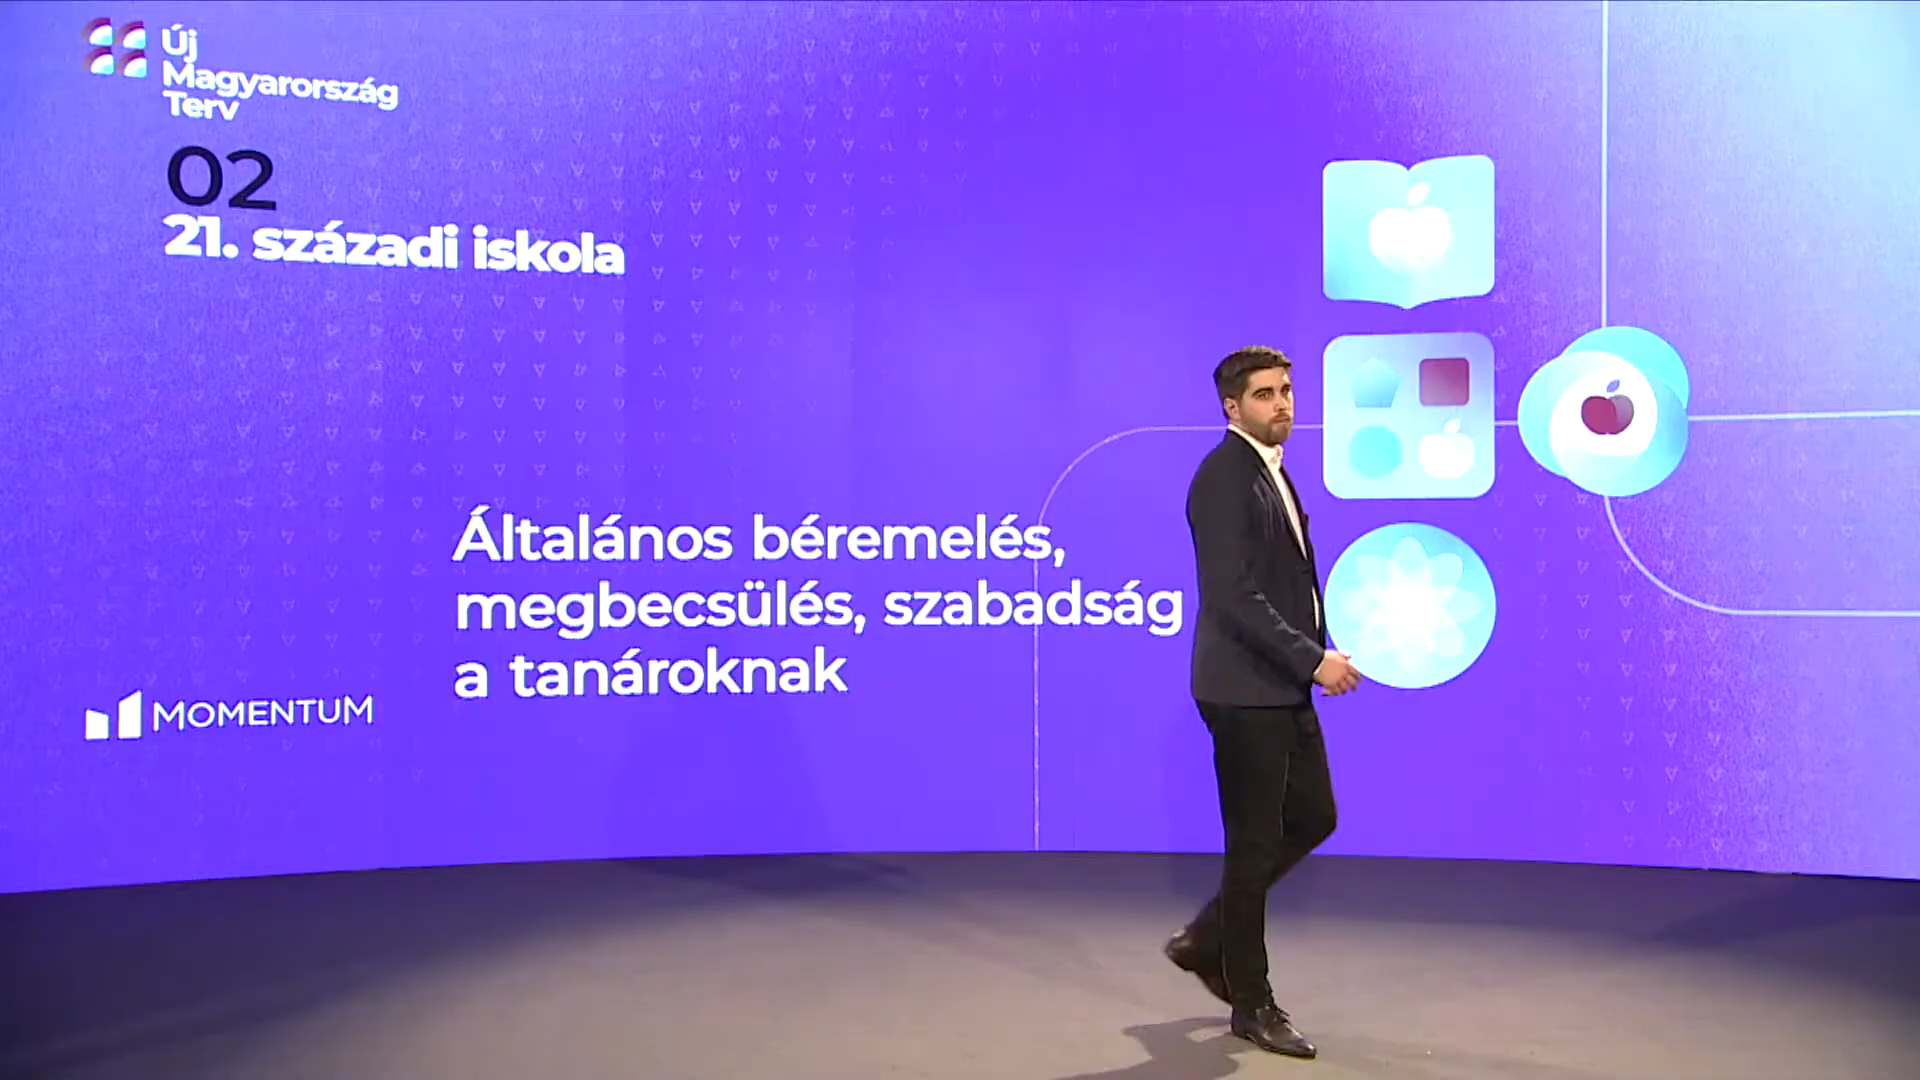 Új
Magyarország
Terv
02
21. századi iskola
Általános béremelés,
megbecsülés, szabadság
a tanároknak
MOMENTUM